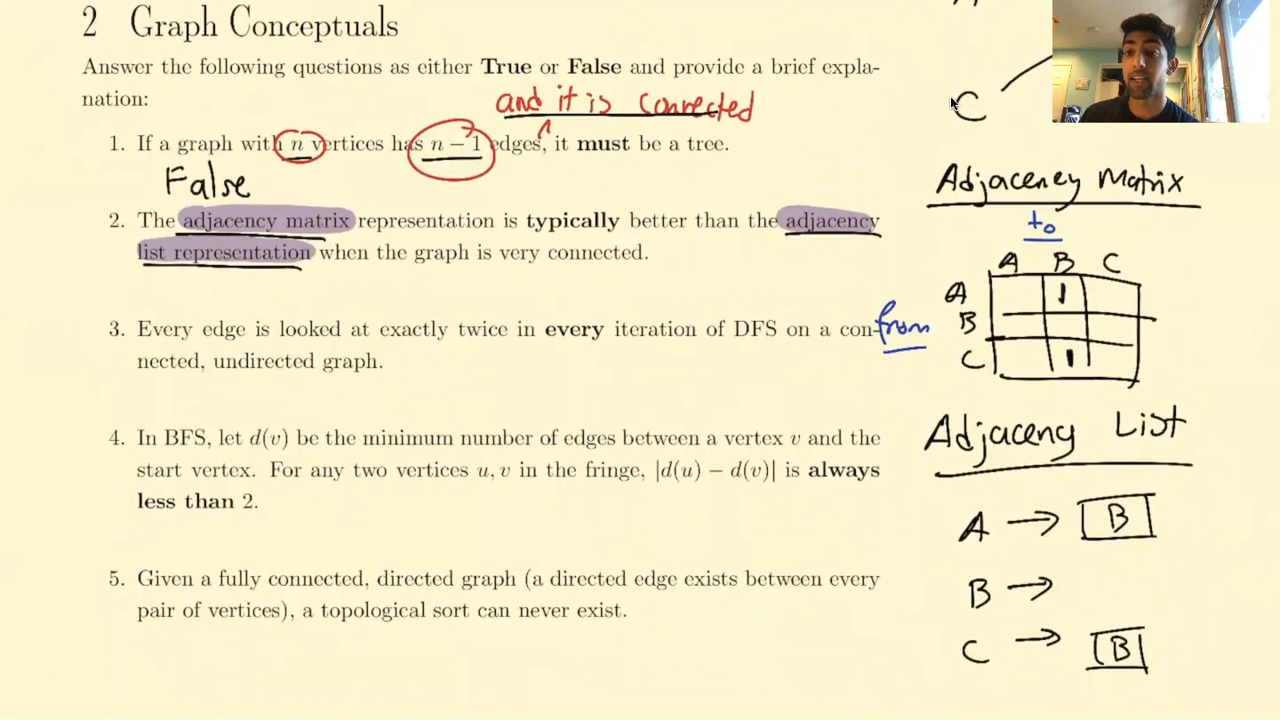 2 Graph Conceptuals
Answer the following questions as either True or False and provide a brief expla-
nation:
and it is connected
1. If a graph with n vertices has n − 1 edges, it must be a tree.
False
2. The adjacency matrix representation is typically better than the adjacency
list representation when the graph is very connected.
3. Every edge is looked at exactly twice in every iteration of DFS on a con-
nected, undirected graph.
4. In BFS, let d(v) be the minimum number of edges between a vertex v and the
start vertex. For any two vertices u, v in the fringe, |d(u) − d(v)| is always
less than 2.
5. Given a fully connected, directed graph (a directed edge exists between every
pair of vertices), a topological sort can never exist.
C
Adjacency Matrix
to
A B C
A 1
from B
C 1
Adjaceny List
A → B
B →
C → B